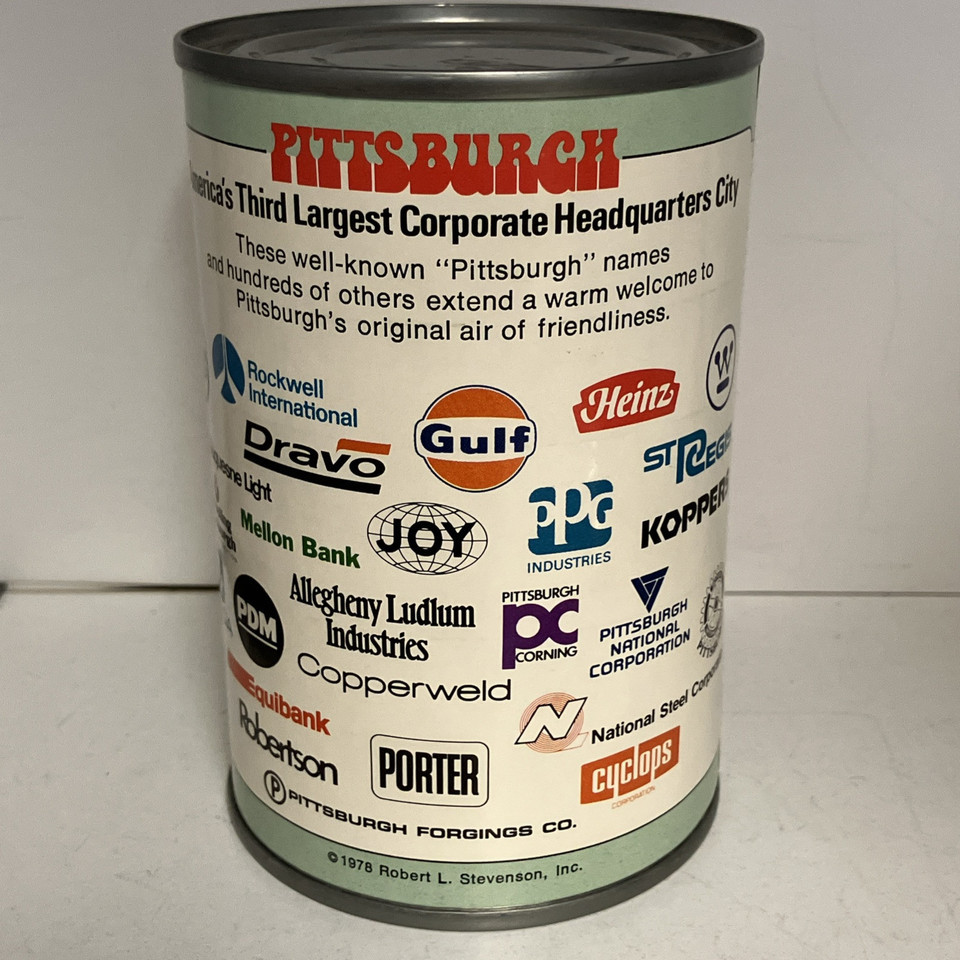 PITTSBURGH
America's Third Largest Corporate Headquarters City
These well-known “Pittsburgh” names
and hundreds of others extend a warm welcome to
Pittsburgh's original air of friendliness.
Rockwell
International
Gulf
Heinz
W
Dravo
ST REGIS
Light
Mellon Bank
JOY
PPG
INDUSTRIES
KOPPERS
PDM
Allegheny Ludlum
Industries
PITTSBURGH
pc
CORNING
PITTSBURGH
NATIONAL
CORPORATION
Copperweld
Equibank
N
National Steel
Robertson
PORTER
cyclops
CORPORATION
P PITTSBURGH FORGINGS CO.
©1978 Robert L. Stevenson, Inc.